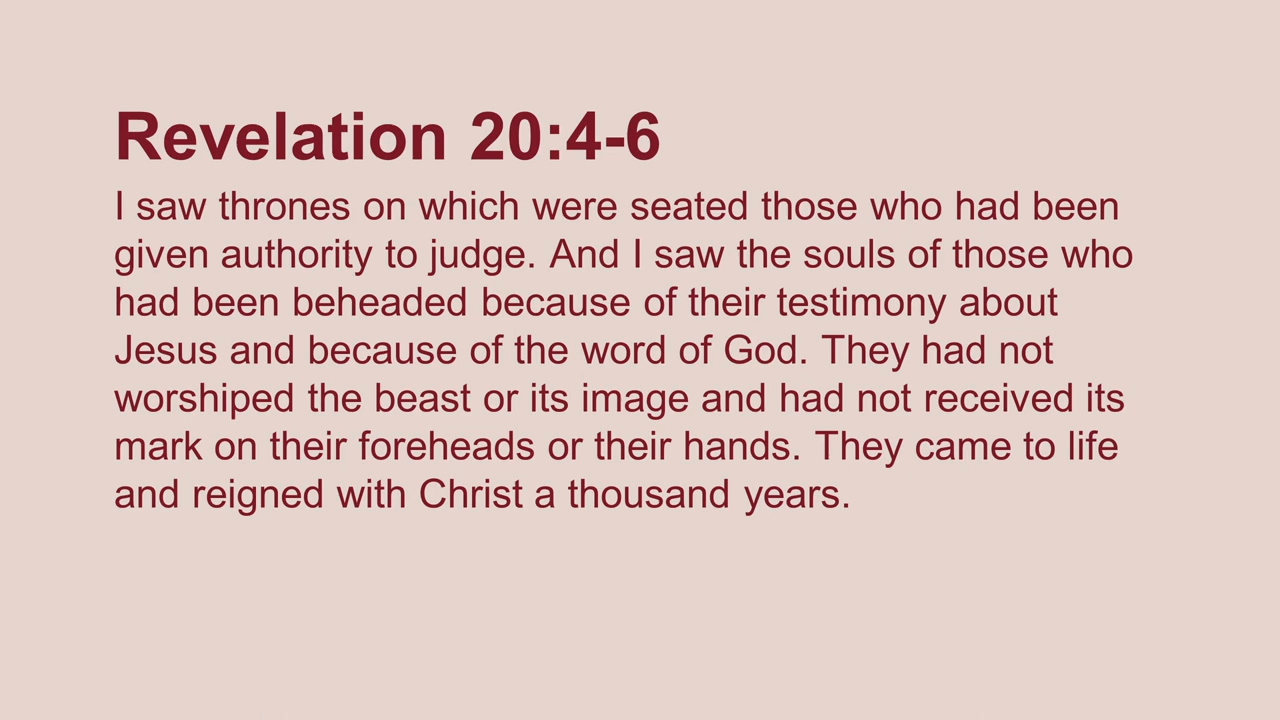 Revelation 20:4-6
I saw thrones on which were seated those who had been
given authority to judge. And I saw the souls of those who
had been beheaded because of their testimony about
Jesus and because of the word of God. They had not
worshiped the beast or its image and had not received its
mark on their foreheads or their hands. They came to life
and reigned with Christ a thousand years.